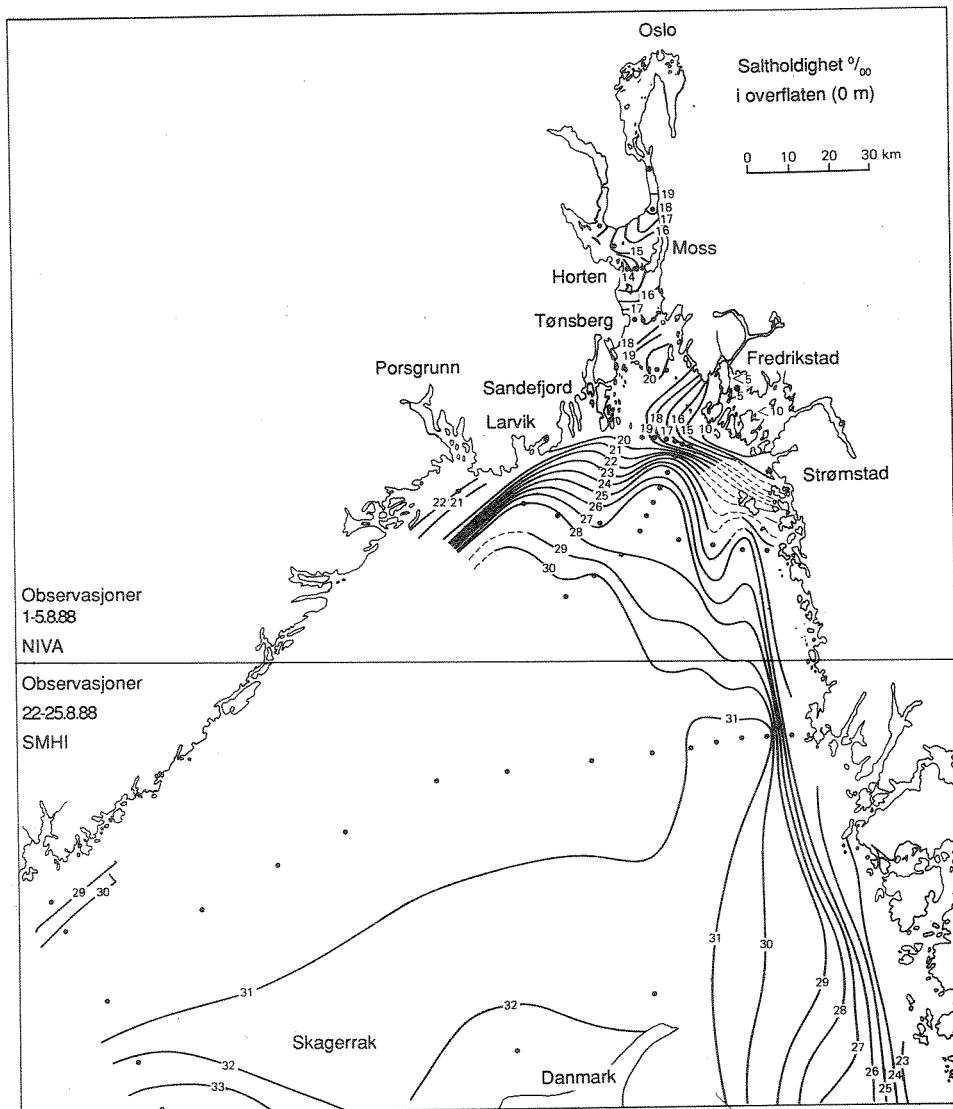 Oslo
Saltholdighet ⁰/₀₀
i overflaten (0 m)
0 10 20 30 km
19
18
17
16
Moss
15
Horten
14
16
17
Tønsberg
18
19
20
Fredrikstad
<5
5
Porsgrunn
Sandefjord
<10
Larvik
18
16
19
17
15
10
20
21
22
23
24
25
26
27
28
29
30
Strømstad
22
21
Observasjoner
1-5.8.88
NIVA
Observasjoner
22-25.8.88
SMHI
31
29
30
31
30
29
28
27
26
25
24
23
31
32
32
33
Skagerrak
Danmark